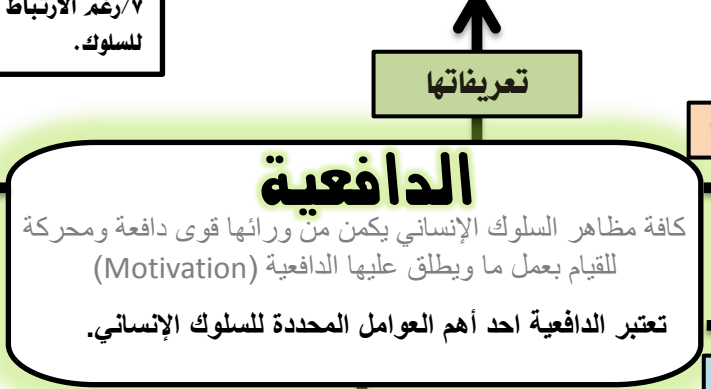 ٧/رغم الارتباط
للسلوك.
تعريفاتها
الدافعية
كافة مظاهر السلوك الإنساني يكمن من ورائها قوى دافعة ومحركة
للقيام بعمل ما ويطلق عليها الدافعية (Motivation)
تعتبر الدافعية احد أهم العوامل المحددة للسلوك الإنساني.